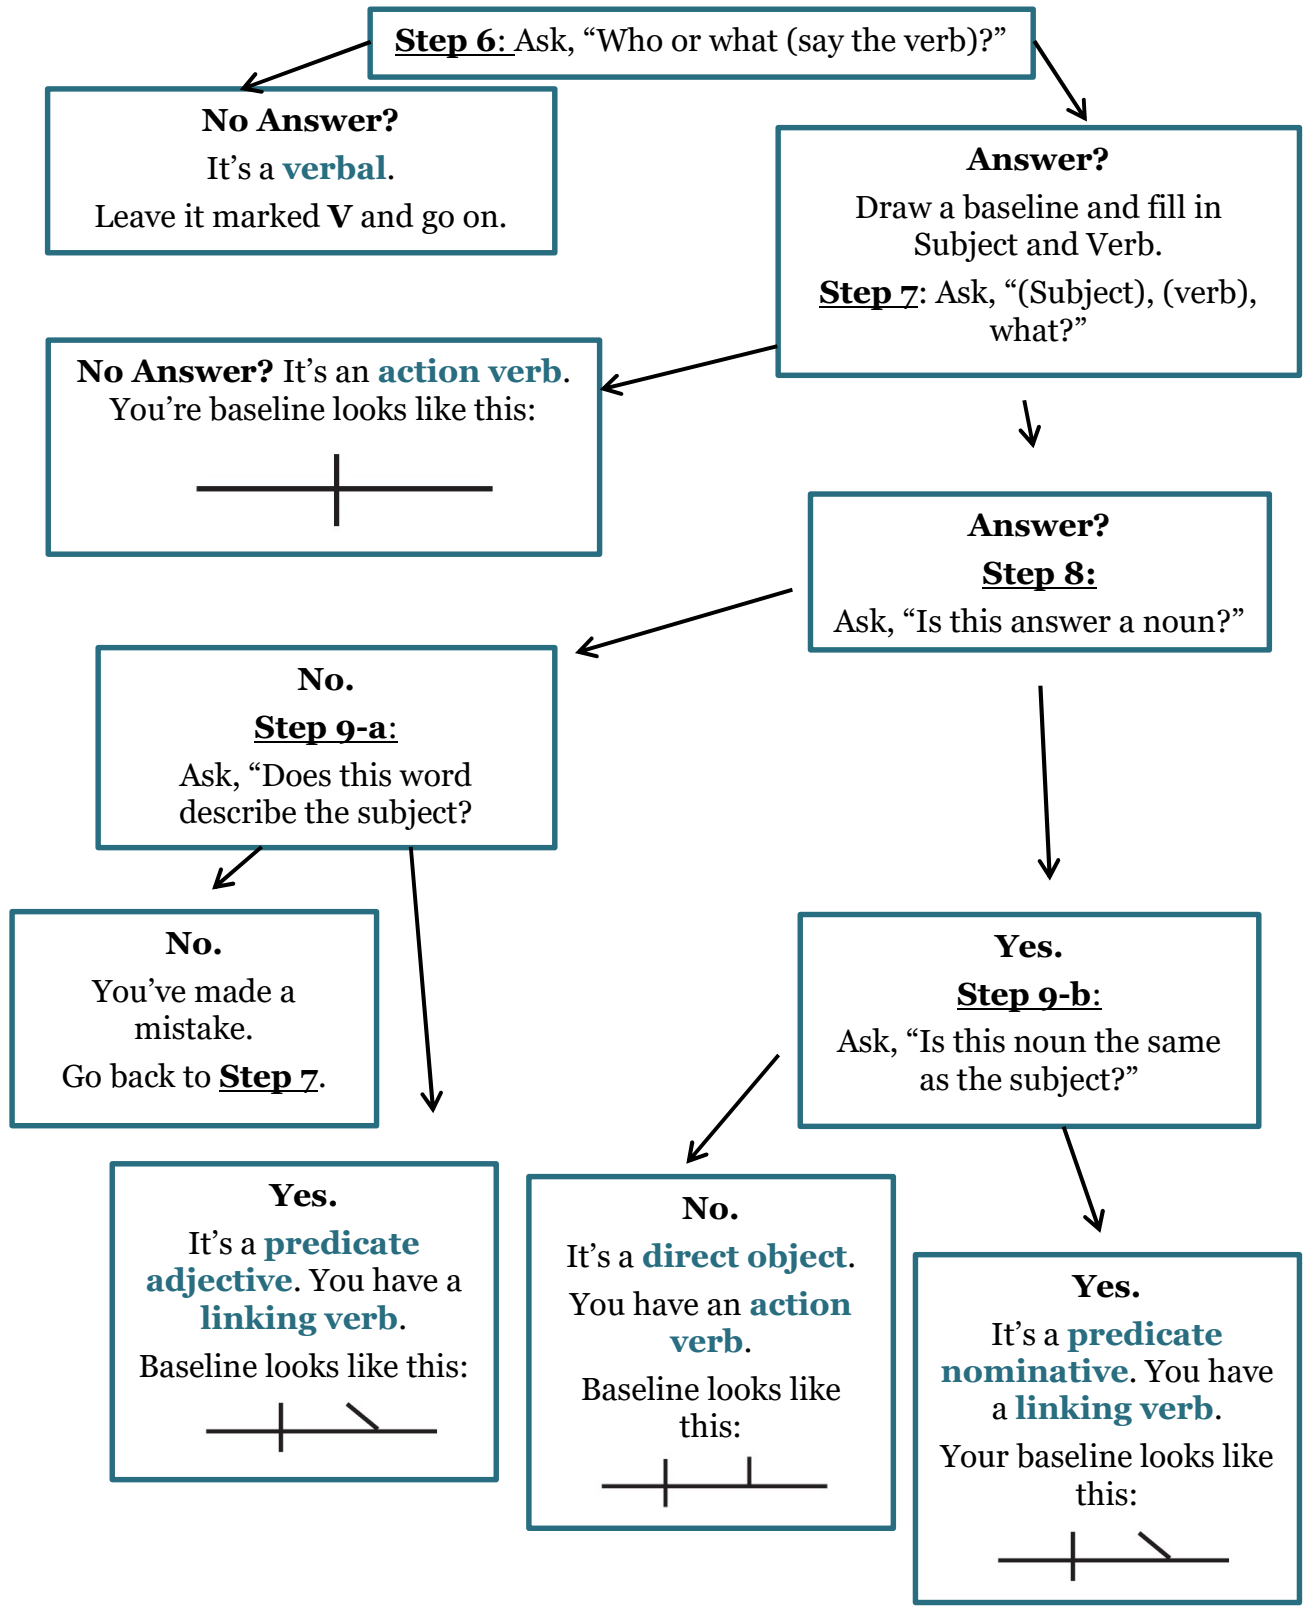 Step 6: Ask, “Who or what (say the verb)?”
No Answer?
It’s a verbal.
Leave it marked V and go on.
Answer?
Draw a baseline and fill in
Subject and Verb.
Step 7: Ask, “(Subject), (verb),
what?”
No Answer? It’s an action verb.
You’re baseline looks like this:
Answer?
Step 8:
Ask, “Is this answer a noun?”
No.
Step 9-a:
Ask, “Does this word
describe the subject?
No.
You’ve made a
mistake.
Go back to Step 7.
Yes.
Step 9-b:
Ask, “Is this noun the same
as the subject?”
Yes.
It’s a predicate
adjective. You have a
linking verb.
Baseline looks like this:
No.
It’s a direct object.
You have an action
verb.
Baseline looks like
this:
Yes.
It’s a predicate
nominative. You have
a linking verb.
Your baseline looks like
this: